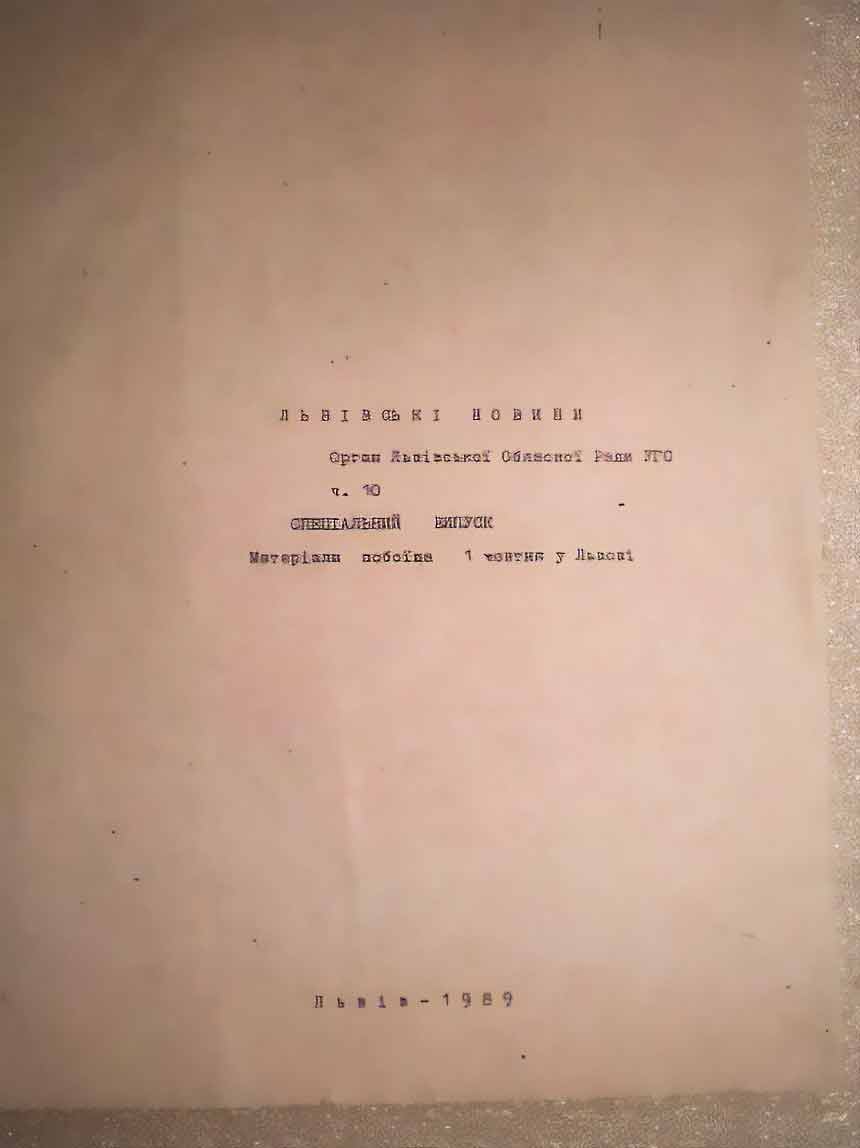 ЛЬВІВСЬКІ НОВИНИ
Орган Львівської Обласної Ради УГС
ч. 10
СПЕЦІАЛЬНИЙ ВИПУСК
Матеріали побоїща 1 жовтня у Львові
Львів-1989